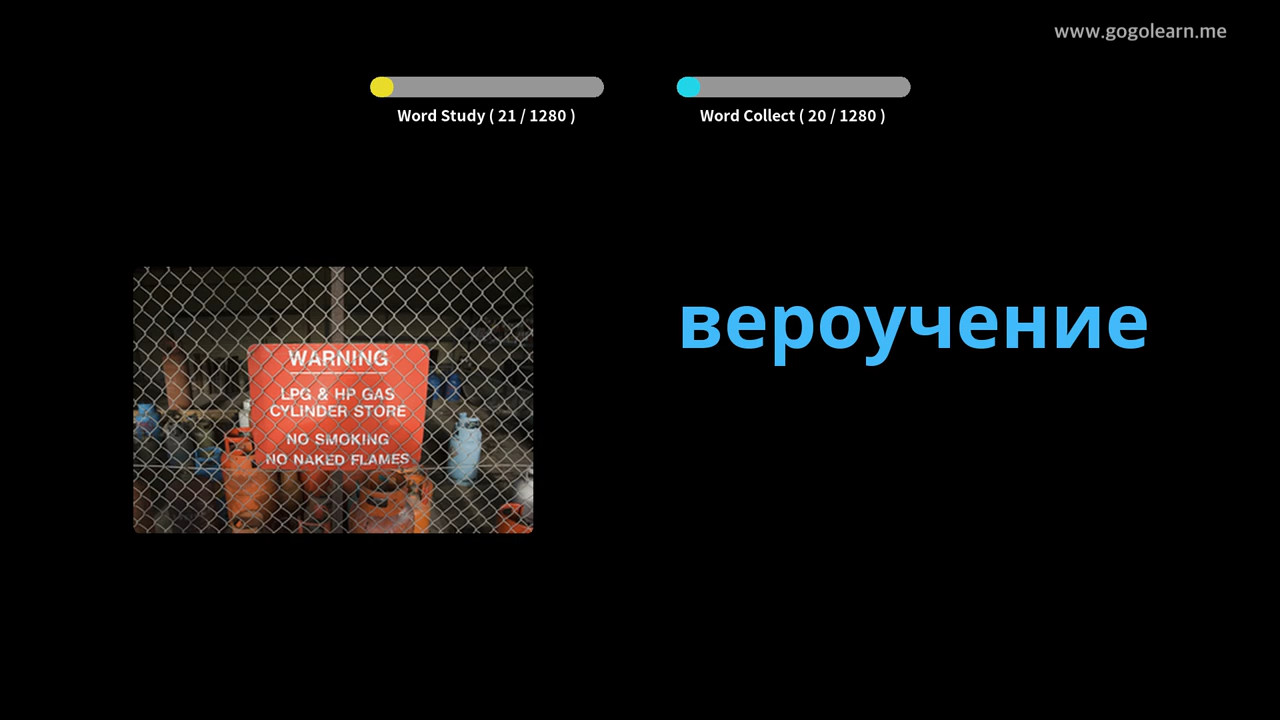 www.gogolearn.me
Word Study ( 21 / 1280 )
Word Collect ( 20 / 1280 )
WARNING
LPG & HP GAS
CYLINDER STORE
NO SMOKING
NO NAKED FLAMES
вероучение